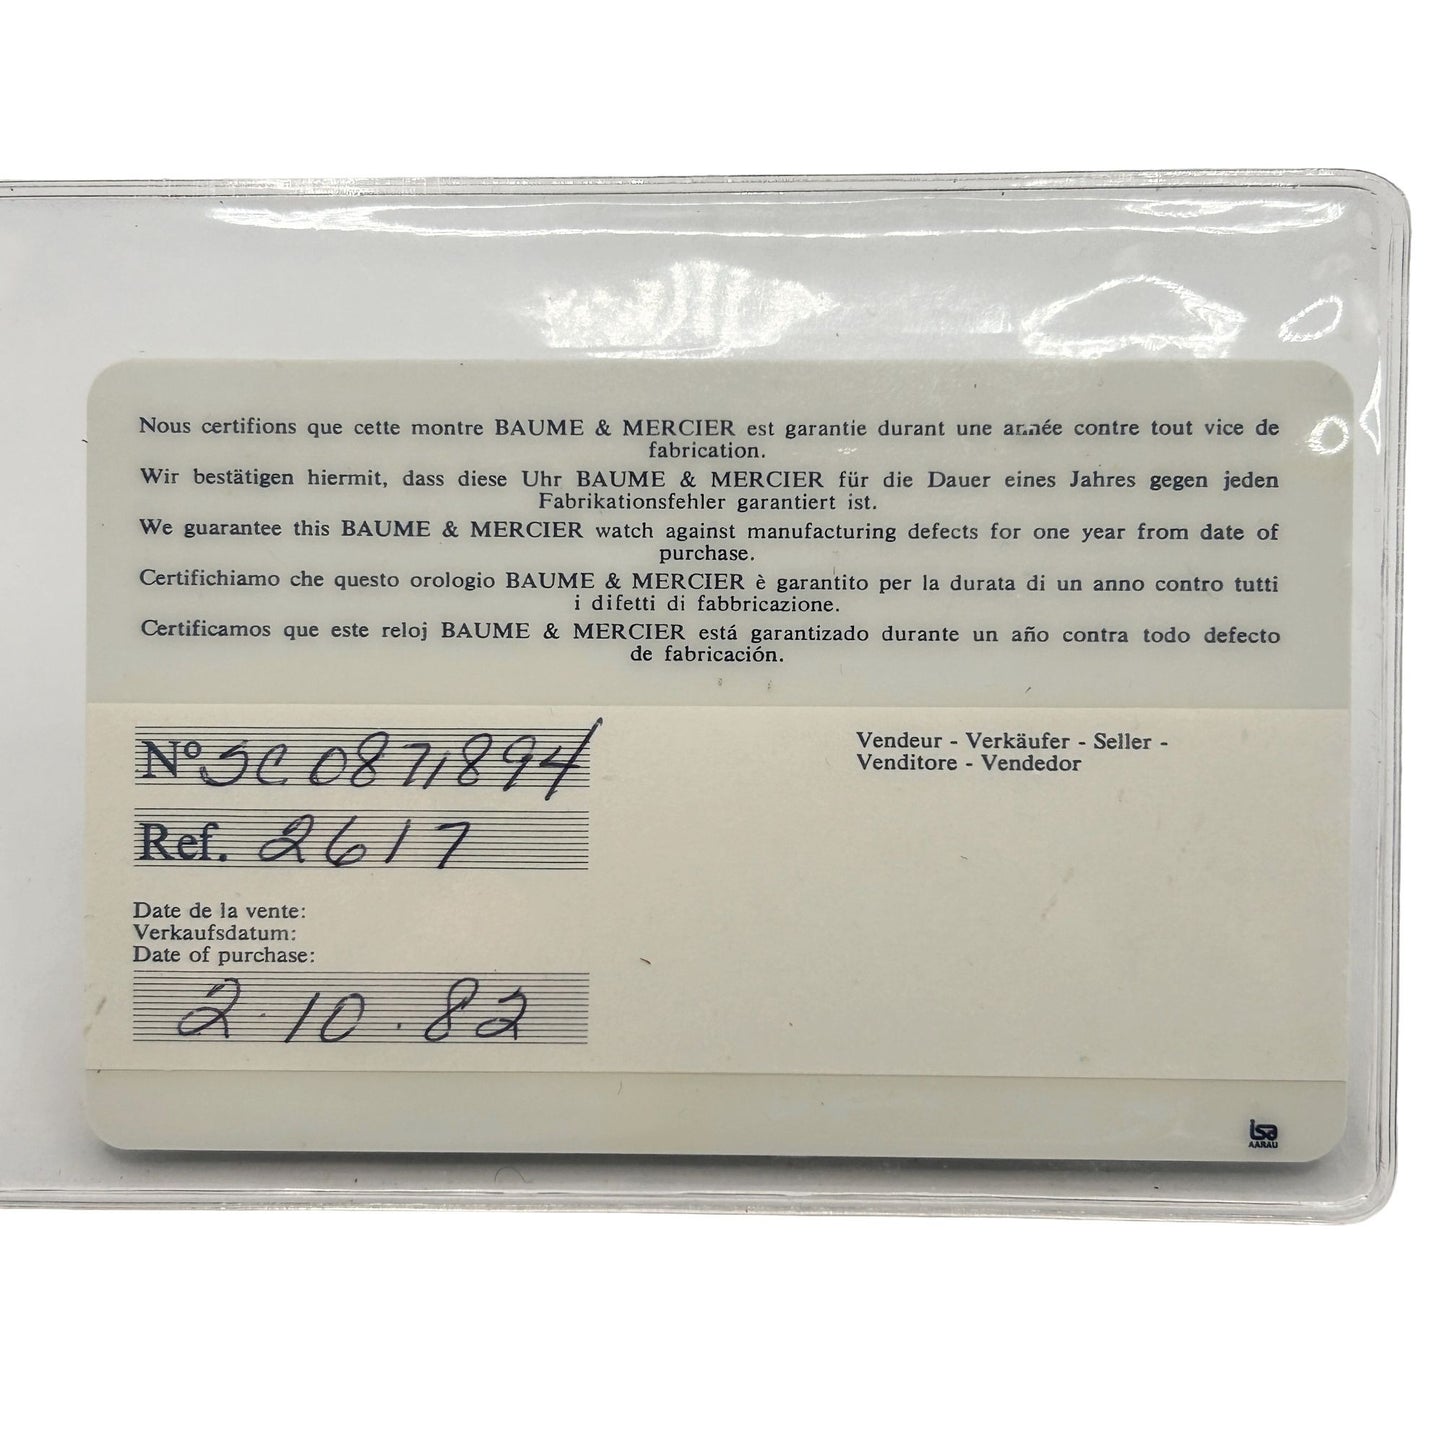 Nous certifions que cette montre BAUME & MERCIER est garantie durant une année contre tout vice de
fabrication.
Wir bestätigen hiermit, dass diese Uhr BAUME & MERCIER für die Dauer eines Jahres gegen jeden
Fabrikationsfehler garantiert ist.
We guarantee this BAUME & MERCIER watch against manufacturing defects for one year from date of
purchase.
Certifichiamo che questo orologio BAUME & MERCIER è garantito per la durata di un anno contro tutti
i difetti di fabbricazione.
Certificamos que este reloj BAUME & MERCIER está garantizado durante un año contra todo defecto
de fabricación.
Nº SC 0871894
Ref. 2617
Date de la vente:
Verkaufsdatum:
Date of purchase:
2.10.82
Vendeur - Verkäufer - Seller -
Venditore - Vendedor
isa
AARAU